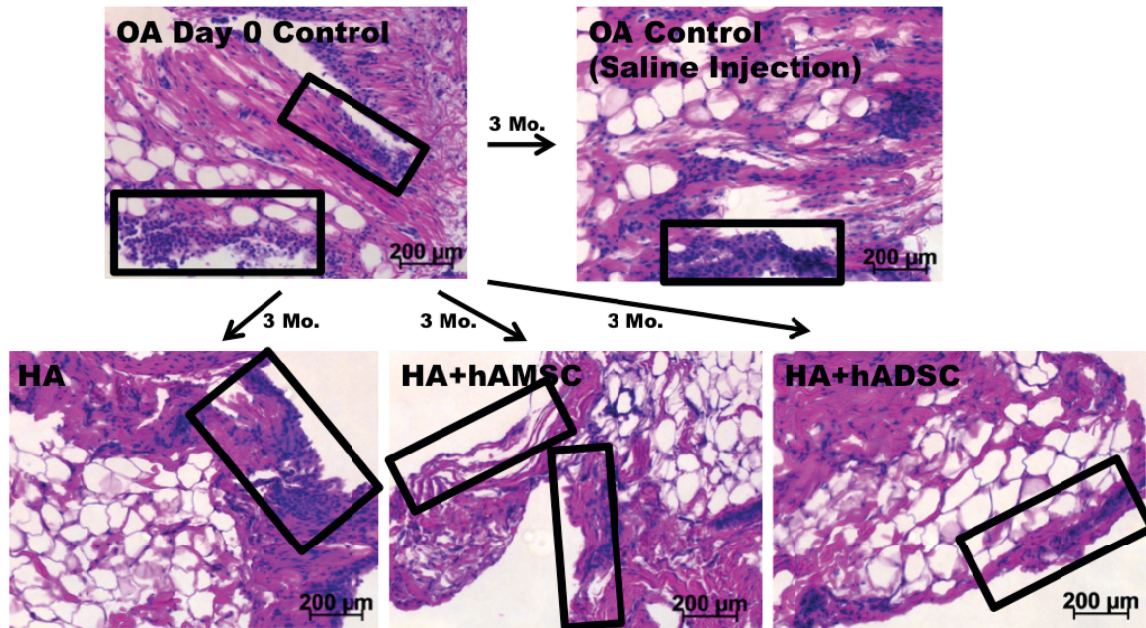 OA Day 0 Control
OA Control
(Saline Injection)
3 Mo.
200 µm
200 µm
3 Mo.
3 Mo.
3 Mo.
HA
HA+hAMSC
HA+hADSC
200 µm
200 µm
200 µm